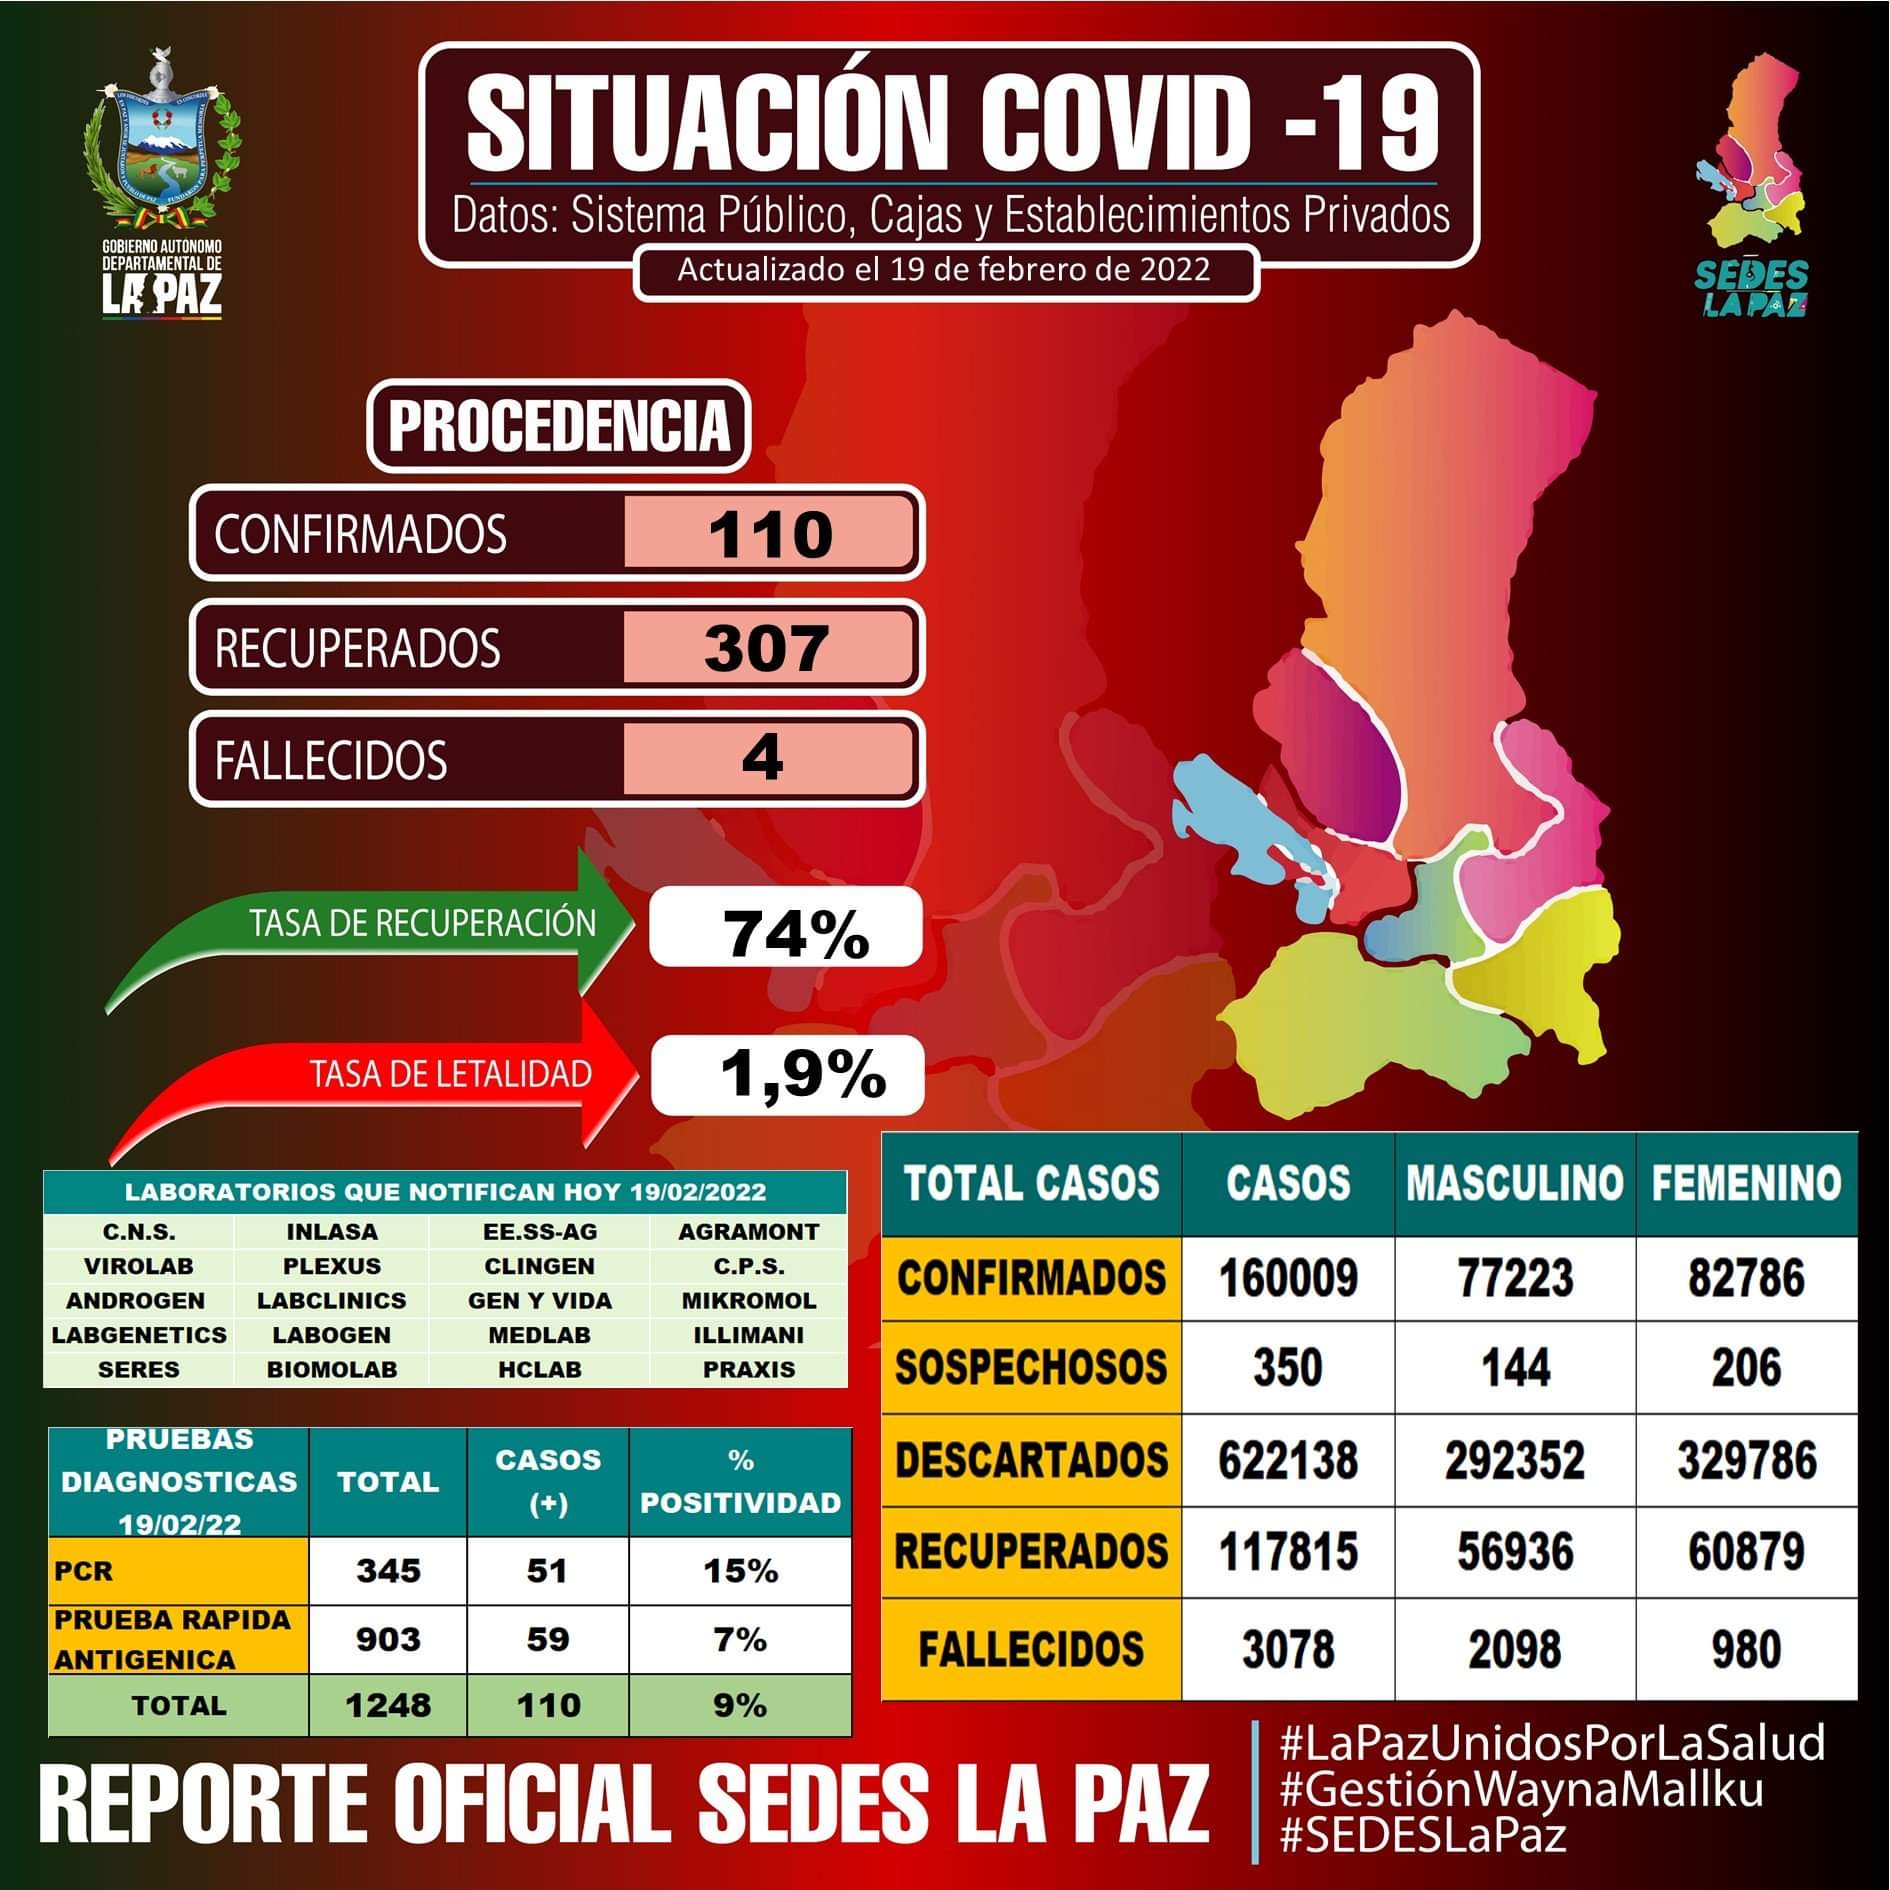 SITUACIÓN COVID -19
Datos: Sistema Público, Cajas y Establecimientos Privados
Actualizado el 19 de febrero de 2022
GOBIERNO AUTÓNOMO
DEPARTAMENTAL DE
LA PAZ
SEDES
LA PAZ
PROCEDENCIA
CONFIRMADOS 110
RECUPERADOS 307
FALLECIDOS 4
TASA DE RECUPERACIÓN 74%
TASA DE LETALIDAD 1,9%
LABORATORIOS QUE NOTIFICAN HOY 19/02/2022
C.N.S. INLASA EE.SS-AG AGRAMONT
VIROLAB PLEXUS CLINGEN C.P.S.
ANDROGEN LABCLINICS GEN Y VIDA MIKROMOL
LABGENETICS LABOGEN MEDLAB ILLIMANI
SERES BIOMOLAB HCLAB PRAXIS
PRUEBAS
DIAGNOSTICAS
19/02/22
TOTAL
CASOS
(+)
%
POSITIVIDAD
PCR 345 51 15%
PRUEBA RAPIDA
ANTIGENICA
903 59 7%
TOTAL 1248 110 9%
TOTAL CASOS CASOS MASCULINO FEMENINO
CONFIRMADOS 160009 77223 82786
SOSPECHOSOS 350 144 206
DESCARTADOS 622138 292352 329786
RECUPERADOS 117815 56936 60879
FALLECIDOS 3078 2098 980
REPORTE OFICIAL SEDES LA PAZ
#LaPazUnidosPorLaSalud
#GestiónWaynaMallku
#SEDESLaPaz